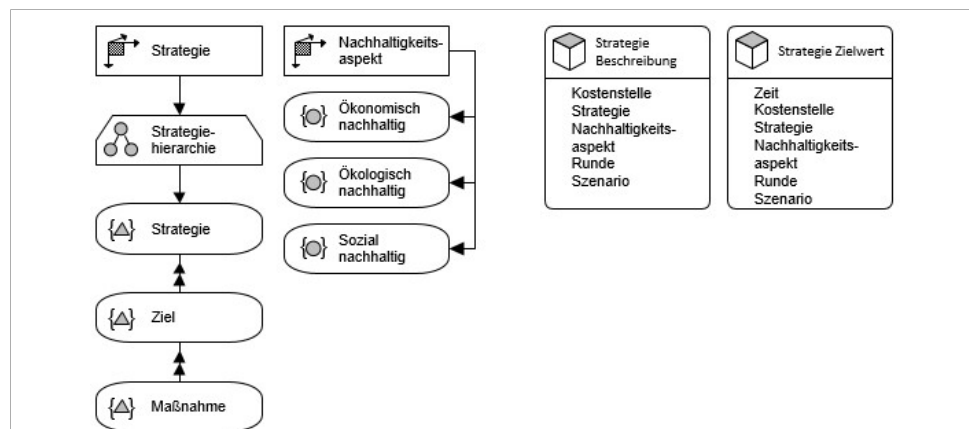 Strategie
Strategie-
hierarchie
{△}
Strategie
{△}
Ziel
{△}
Maßnahme
Nachhaltigkeits-
aspekt
{○}
Ökonomisch
nachhaltig
{○}
Ökologisch
nachhaltig
{○}
Sozial
nachhaltig
Strategie
Beschreibung
Kostenstelle
Strategie
Nachhaltigkeits-
aspekt
Runde
Szenario
Strategie Zielwert
Zeit
Kostenstelle
Strategie
Nachhaltigkeits-
aspekt
Runde
Szenario